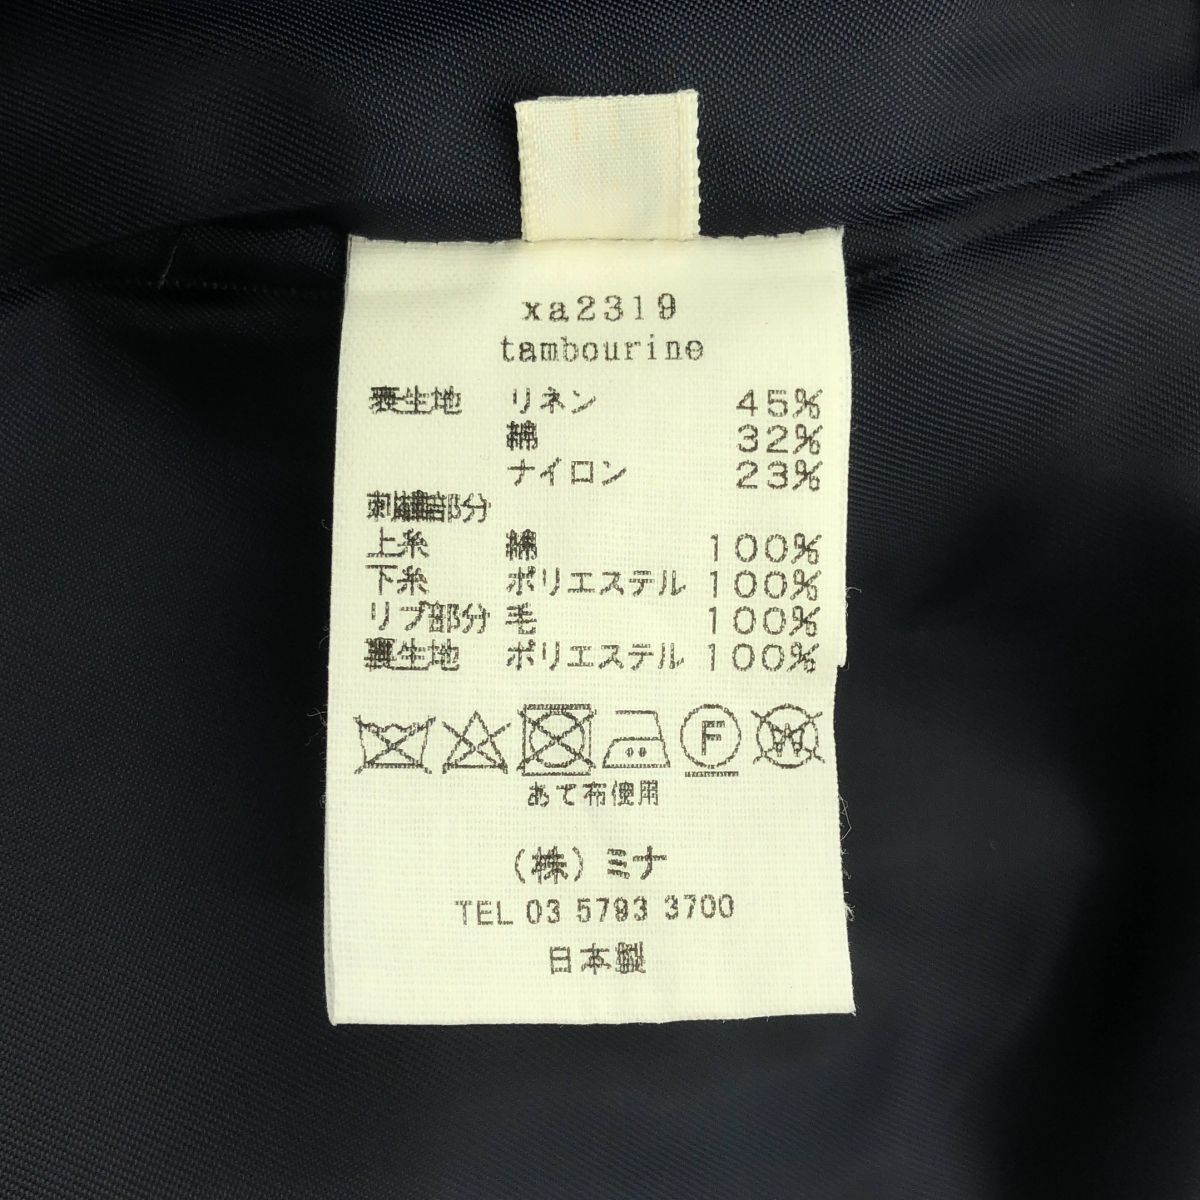 xa2319
tambourine
表生地 リネン 45%
綿 32%
ナイロン 23%
刺繍部分
上糸 綿 100%
下糸 ポリエステル 100%
リブ部分 毛 100%
裏生地 ポリエステル 100%
F W
あて布使用
(株)ミナ
TEL 03 5793 3700
日本製